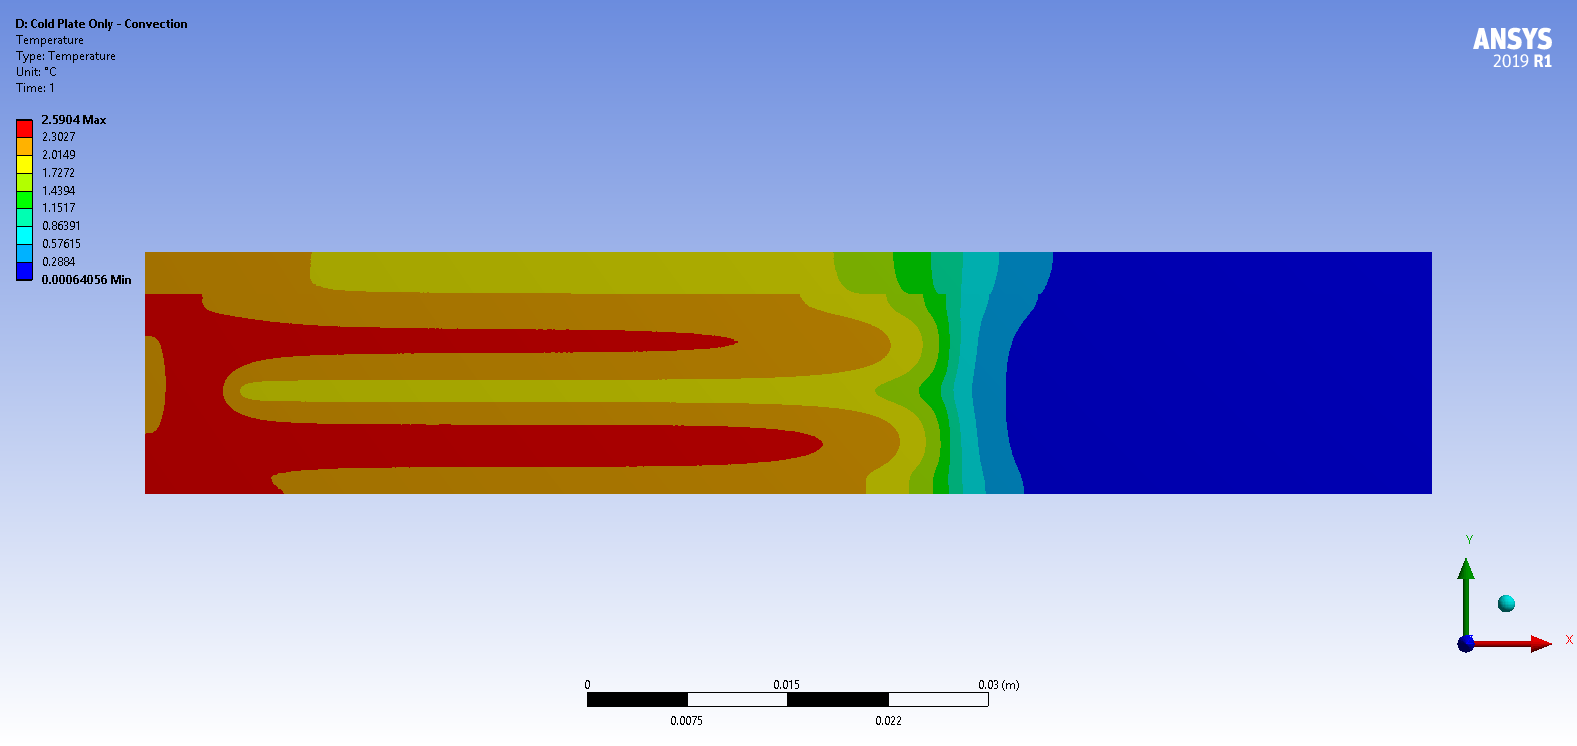 D: Cold Plate Only - Convection
Temperature
Type: Temperature
Unit: °C
Time: 1
ANSYS
2019 R1
2.5904 Max
2.3027
2.0149
1.7272
1.4394
1.1517
0.86391
0.57615
0.2884
0.00064056 Min
Y
X
0 0.015 0.03 (m)
0.0075 0.022